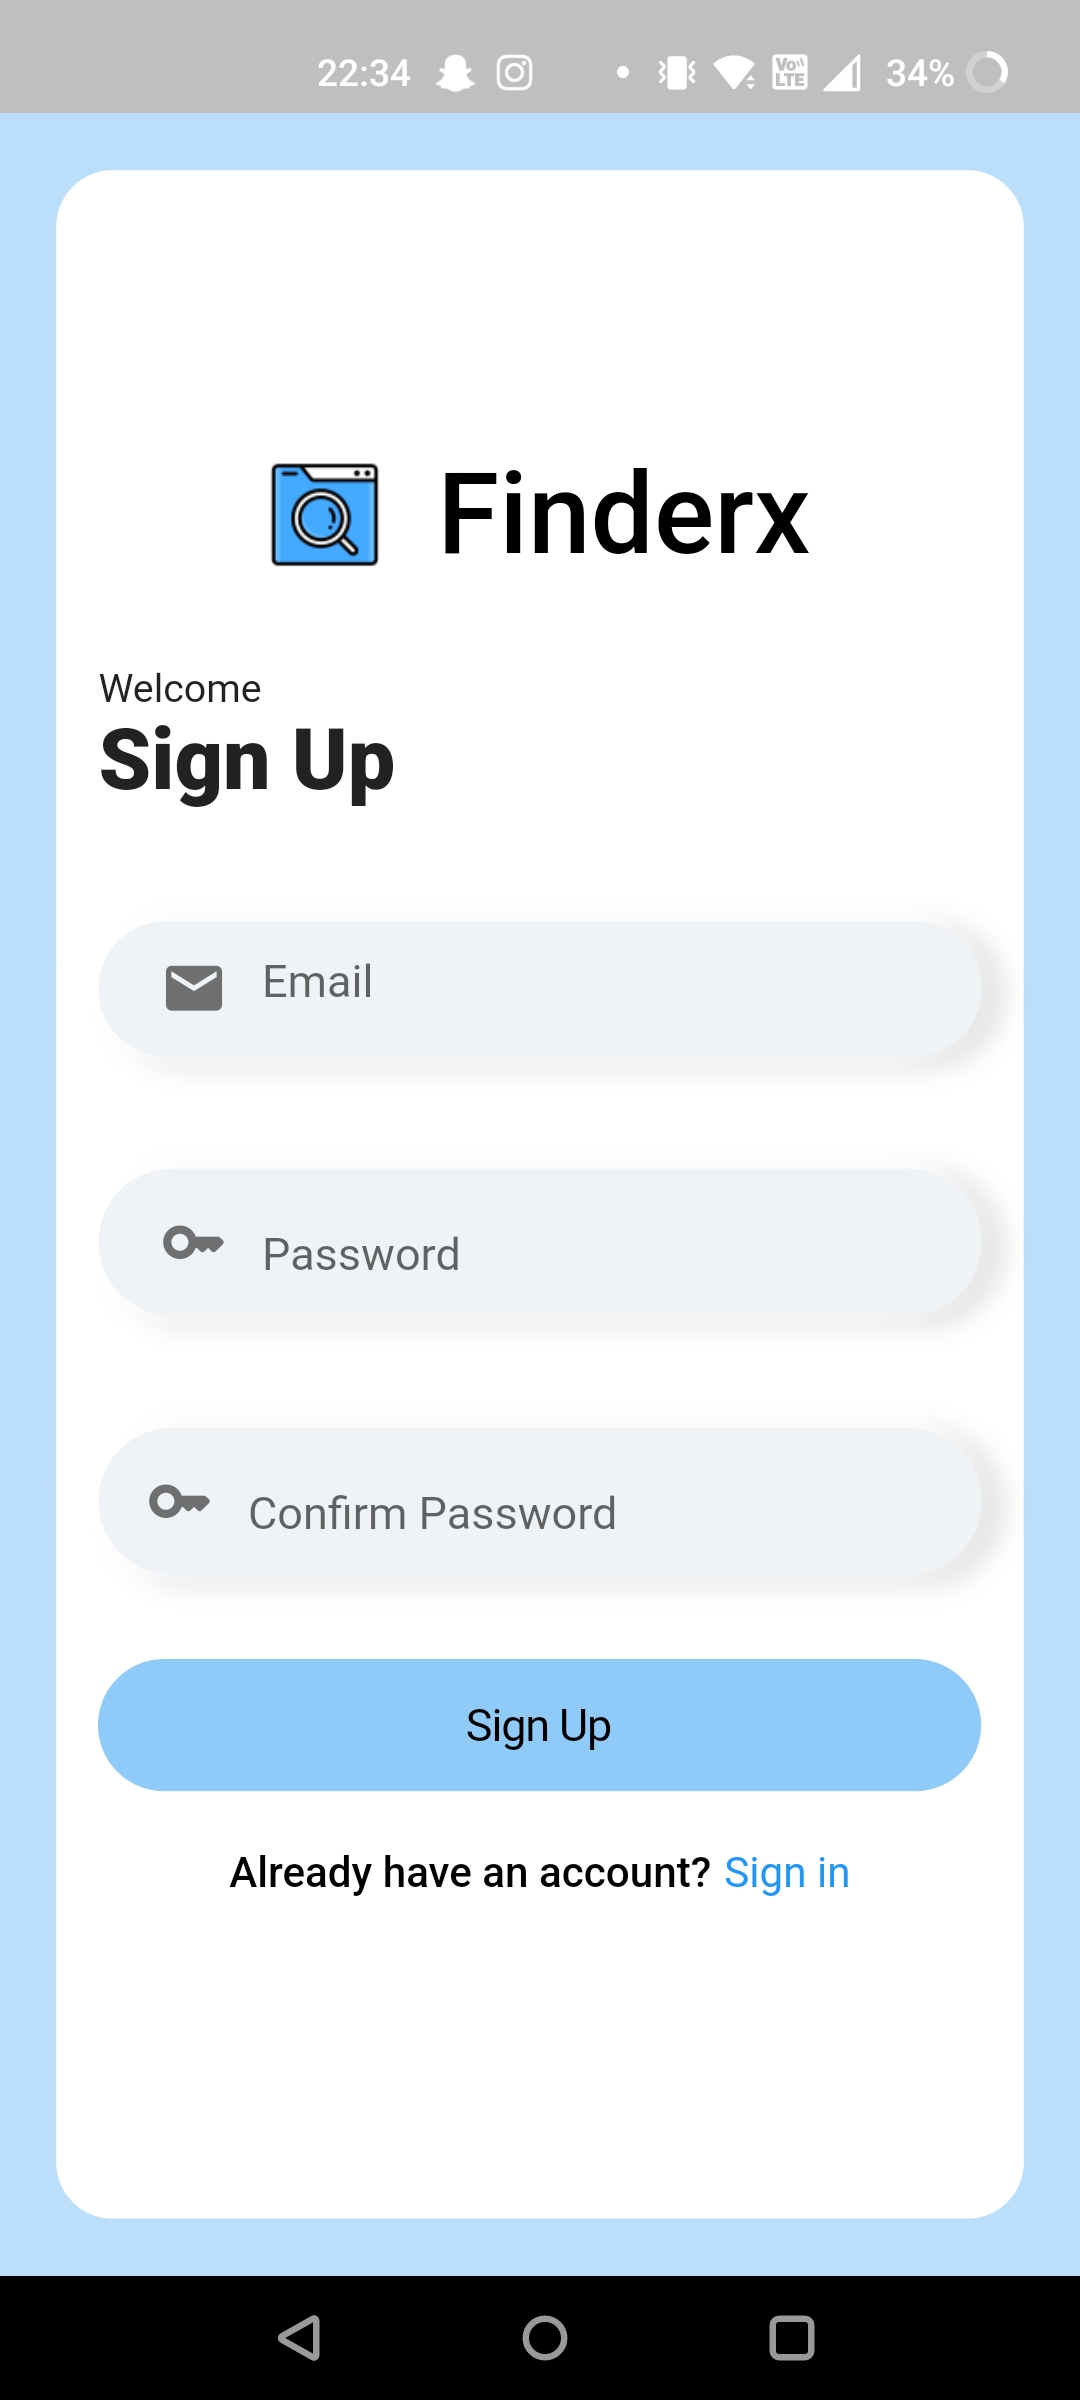 22:34 Vo LTE 34%
Finderx
Welcome
Sign Up
Email
Password
Confirm Password
Sign Up
Already have an account? Sign in